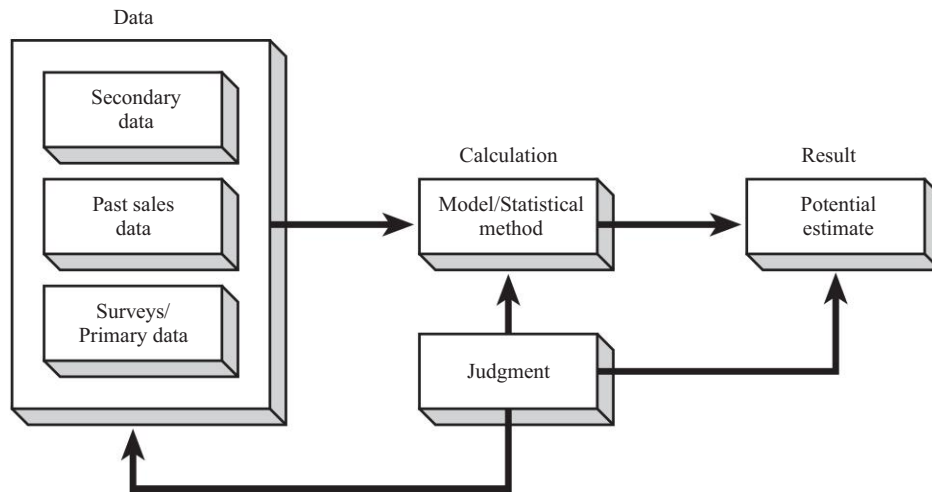 Data
Secondary
data
Past sales
data
Surveys/
Primary data
Calculation
Model/Statistical
method
Judgment
Result
Potential
estimate